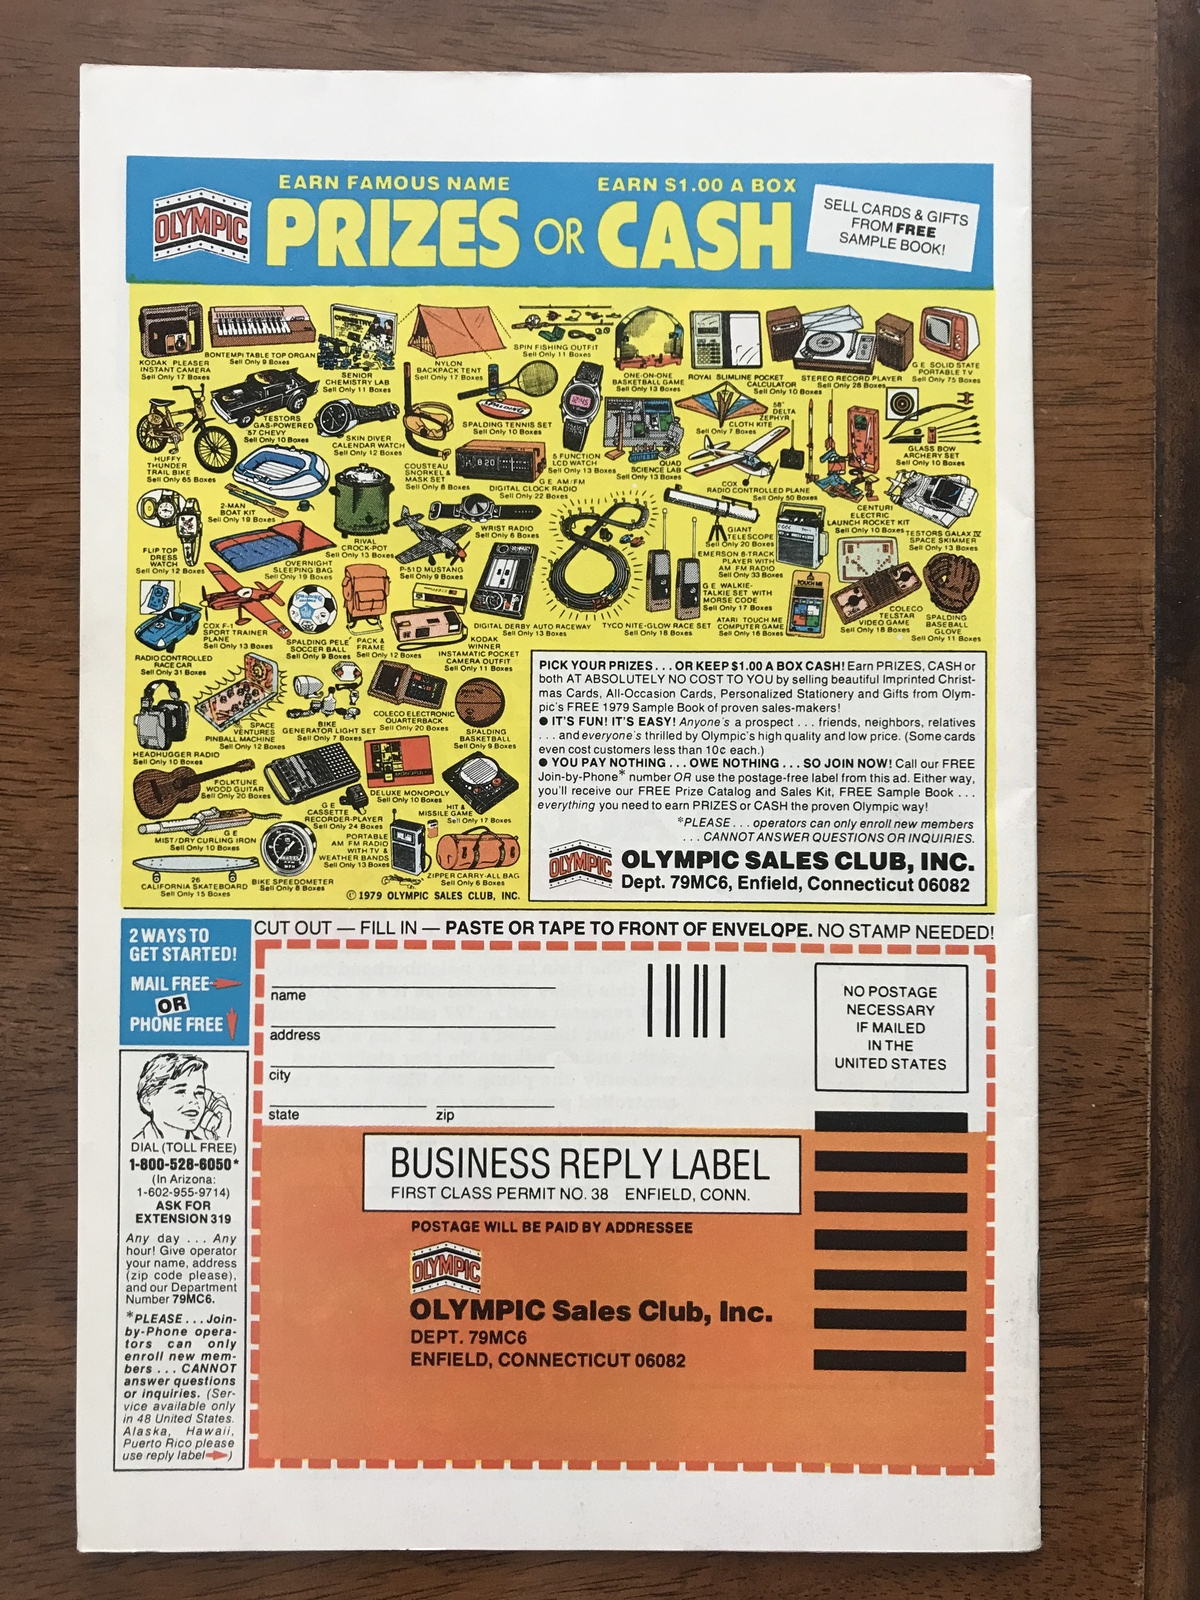 OLYMPIC
EARN FAMOUS NAME
PRIZES OR CASH
EARN $1.00 A BOX
SELL CARDS & GIFTS
FROM FREE
SAMPLE BOOK!
KODAK PLEASER
INSTANT CAMERA
Sell Only 17 Boxes
BONTEMPI TABLE TOP ORGAN
Sell Only 9 Boxes
CHEMISTRY
SENIOR
CHEMISTRY LAB
Sell Only 11 Boxes
NYLON
BACKPACK TENT
Sell Only 17 Boxes
SPIN FISHING OUTFIT
Sell Only 11 Boxes
ONE-ON-ONE
BASKETBALL GAME
Sell Only 13 Boxes
ROYAL SLIMLINE POCKET
CALCULATOR
Sell Only 10 Boxes
STEREO RECORD PLAYER
Sell Only 28 Boxes
G E SOLID STATE
PORTABLE TV
Sell Only 75 Boxes
HUFFY
THUNDER
TRAIL BIKE
Sell Only 65 Boxes
TESTORS
GAS-POWERED
57 CHEVY
Sell Only 10 Boxes
SKIN DIVER
CALENDAR WATCH
Sell Only 12 Boxes
COUSTEAU
SNORKEL &
MASK SET
Sell Only 8 Boxes
SPALDING
SPALDING TENNIS SET
Sell Only 10 Boxes
5 FUNCTION
LCD WATCH
Sell Only 13 Boxes
QUAD
SCIENCE LAB
Sell Only 13 Boxes
58"
DELTA
ZEPHYR
CLOTH KITE
Sell Only 7 Boxes
COX
RADIO CONTROLLED PLANE
Sell Only 50 Boxes
CENTURI
ELECTRIC
LAUNCH ROCKET KIT
Sell Only 10 Boxes
GLASS BOW
ARCHERY SET
Sell Only 10 Boxes
2-MAN
BOAT KIT
Sell Only 19 Boxes
RIVAL
CROCK-POT
Sell Only 13 Boxes
8:20
G E AM/FM
DIGITAL CLOCK RADIO
Sell Only 22 Boxes
WRIST RADIO
Sell Only 6 Boxes
GIANT
TELESCOPE
Sell Only 20 Boxes
EMERSON 8-TRACK
PLAYER WITH
AM FM RADIO
Sell Only 33 Boxes
TESTORS GALAX IV
SPACE SKIMMER
Sell Only 13 Boxes
FLIP TOP
DRESS
WATCH
Sell Only 12 Boxes
OVERNIGHT
SLEEPING BAG
Sell Only 19 Boxes
P-51D MUSTANG
Sell Only 9 Boxes
DIGITAL DERBY AUTO RACEWAY
Sell Only 13 Boxes
TYCO NITE-GLOW RACE SET
Sell Only 18 Boxes
G E WALKIE-
TALKIE SET WITH
MORSE CODE
Sell Only 17 Boxes
TOUCH ME
ATARI TOUCH ME
COMPUTER GAME
Sell Only 16 Boxes
COLECO
TELSTAR
VIDEO GAME
Sell Only 18 Boxes
SPALDING
BASEBALL
GLOVE
Sell Only 11 Boxes
RADIO CONTROLLED
RACE CAR
Sell Only 31 Boxes
COX F-1
SPORT TRAINER
PLANE
Sell Only 13 Boxes
SPALDING PELE'
SOCCER BALL
Sell Only 9 Boxes
PACK &
FRAME
Sell Only 12 Boxes
KODAK
WINNER
INSTAMATIC POCKET
CAMERA OUTFIT
Sell Only 11 Boxes
HEADHUGGER RADIO
Sell Only 10 Boxes
SPACE
VENTURES
PINBALL MACHINE
Sell Only 12 Boxes
BIKE
GENERATOR LIGHT SET
Sell Only 7 Boxes
COLECO ELECTRONIC
QUARTERBACK
Sell Only 20 Boxes
SPALDING
BASKETBALL
Sell Only 9 Boxes
FOLKTUNE
WOOD GUITAR
Sell Only 20 Boxes
G E
CASSETTE
RECORDER-PLAYER
Sell Only 24 Boxes
MONOPOLY
DELUXE MONOPOLY
Sell Only 10 Boxes
HIT &
MISSILE GAME
Sell Only 17 Boxes
G E
MIST/DRY CURLING IRON
Sell Only 10 Boxes
PORTABLE
AM FM RADIO
WITH TV &
WEATHER BANDS
Sell Only 13 Boxes
ZIPPER CARRY-ALL BAG
Sell Only 6 Boxes
26
CALIFORNIA SKATEBOARD
Sell Only 15 Boxes
BIKE SPEEDOMETER
Sell Only 8 Boxes
© 1979 OLYMPIC SALES CLUB, INC.
PICK YOUR PRIZES . . . OR KEEP $1.00 A BOX CASH! Earn PRIZES, CASH or
both AT ABSOLUTELY NO COST TO YOU by selling beautiful Imprinted Christ-
mas Cards, All-Occasion Cards, Personalized Stationery and Gifts from Olym-
pic's FREE 1979 Sample Book of proven sales-makers!
● IT'S FUN! IT'S EASY! Anyone's a prospect . . . friends, neighbors, relatives
. . . and everyone's thrilled by Olympic's high quality and low price. (Some cards
even cost customers less than 10¢ each.)
● YOU PAY NOTHING . . . OWE NOTHING . . . SO JOIN NOW! Call our FREE
Join-by-Phone* number OR use the postage-free label from this ad. Either way,
you'll receive our FREE Prize Catalog and Sales Kit, FREE Sample Book . . .
everything you need to earn PRIZES or CASH the proven Olympic way!
*PLEASE . . . operators can only enroll new members
. . . CANNOT ANSWER QUESTIONS OR INQUIRIES.
OLYMPIC
OLYMPIC SALES CLUB, INC.
Dept. 79MC6, Enfield, Connecticut 06082
2 WAYS TO
GET STARTED!
MAIL FREE
OR
PHONE FREE
DIAL (TOLL FREE)
1-800-528-6050*
(In Arizona:
1-602-955-9714)
ASK FOR
EXTENSION 319
Any day . . . Any
hour! Give operator
your name, address
(zip code please),
and our Department
Number 79MC6.
*PLEASE . . . Join-
by-Phone opera-
tors can only
enroll new mem-
bers . . . CANNOT
answer questions
or inquiries. (Ser-
vice available only
in 48 United States.
Alaska, Hawaii,
Puerto Rico please
use reply label )
CUT OUT — FILL IN — PASTE OR TAPE TO FRONT OF ENVELOPE. NO STAMP NEEDED!
name
address
city
state zip
NO POSTAGE
NECESSARY
IF MAILED
IN THE
UNITED STATES
BUSINESS REPLY LABEL
FIRST CLASS PERMIT NO. 38 ENFIELD, CONN.
POSTAGE WILL BE PAID BY ADDRESSEE
OLYMPIC
OLYMPIC Sales Club, Inc.
DEPT. 79MC6
ENFIELD, CONNECTICUT 06082